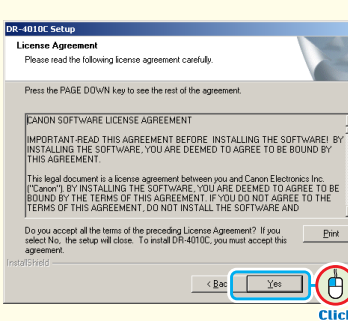 DR-4010C Setup
License Agreement
Please read the following license agreement carefully.
Press the PAGE DOWN key to see the rest of the agreement.
CANON SOFTWARE LICENSE AGREEMENT
IMPORTANT-READ THIS AGREEMENT BEFORE INSTALLING THE SOFTWARE! BY
INSTALLING THE SOFTWARE, YOU ARE DEEMED TO AGREE TO BE BOUND BY
THIS AGREEMENT.
This legal document is a license agreement between you and Canon Electronics Inc.
("Canon"). BY INSTALLING THE SOFTWARE, YOU ARE DEEMED TO AGREE TO BE
BOUND BY THE TERMS OF THIS AGREEMENT. IF YOU DO NOT AGREE TO THE
TERMS OF THIS AGREEMENT, DO NOT INSTALL THE SOFTWARE AND
Do you accept all the terms of the preceding License Agreement? If you
select No, the setup will close. To install DR-4010C, you must accept this
agreement.
Print
InstallShield
< Bac
Yes
Clic